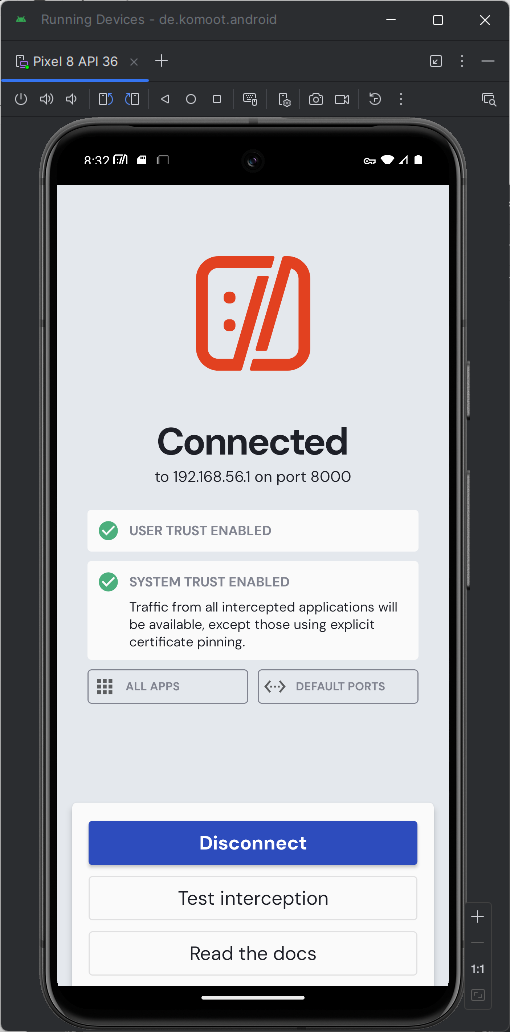 Running Devices - de.komoot.android
Pixel 8 API 36
8:32
Connected
to 192.168.56.1 on port 8000
USER TRUST ENABLED
SYSTEM TRUST ENABLED
Traffic from all intercepted applications will
be available, except those using explicit
certificate pinning.
ALL APPS
DEFAULT PORTS
Disconnect
Test interception
Read the docs
1:1